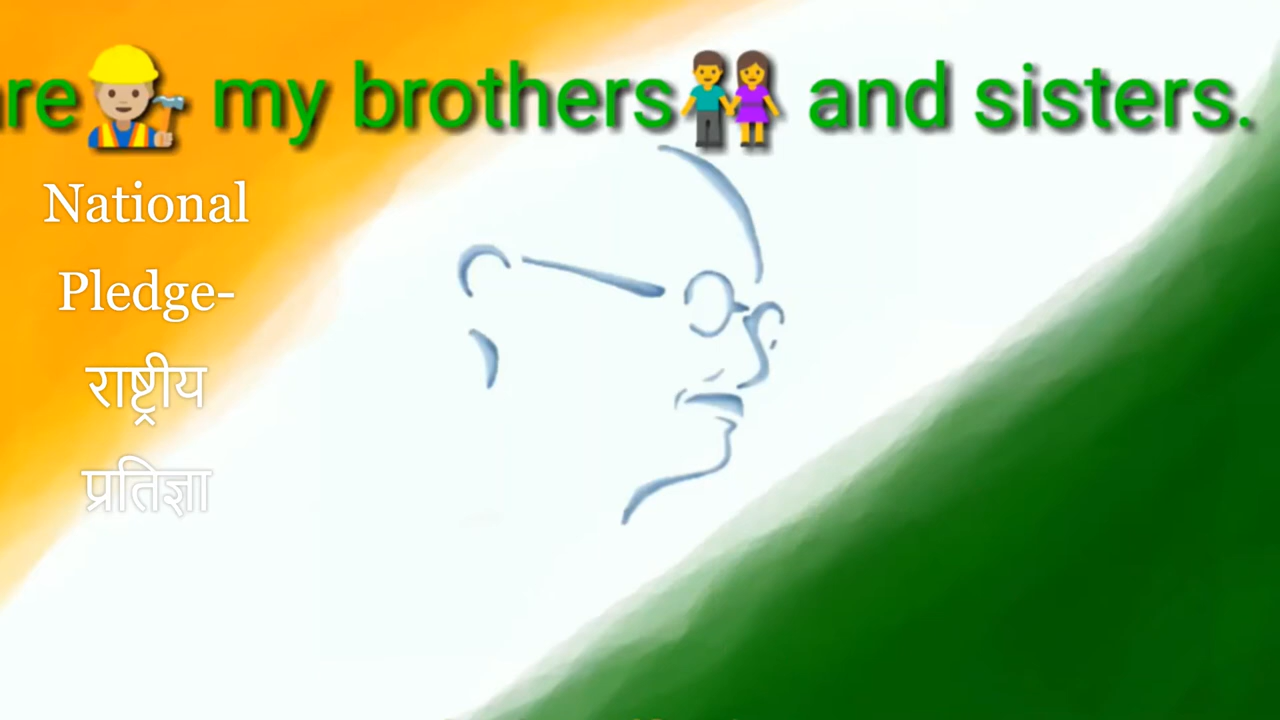 re👷🏼 my brothers👫 and sisters.
National
Pledge-
राष्ट्रीय
प्रतिज्ञा